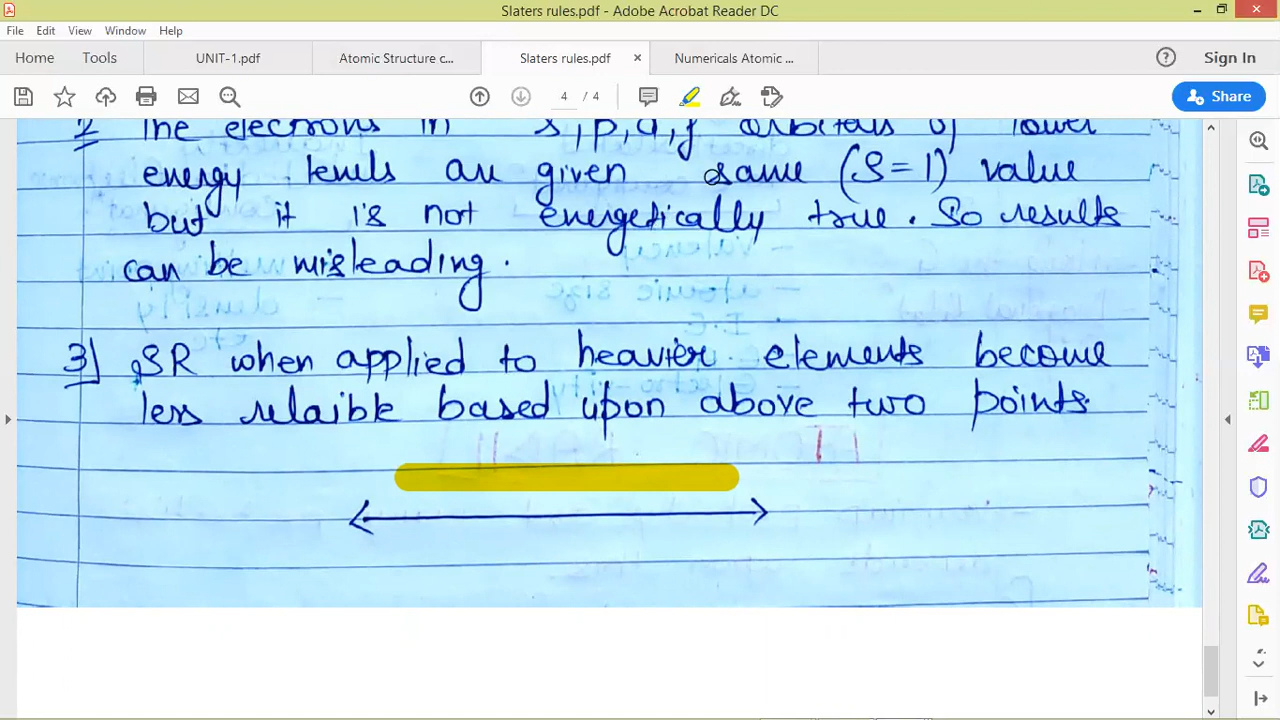 Slaters rules.pdf - Adobe Acrobat Reader DC
File Edit View Window Help
Home Tools UNIT-1.pdf Atomic Structure c... Slaters rules.pdf × Numericals Atomic ... Sign In
4 / 4 Share
2 The electrons in s, p, d, f orbitals of lower
energy levels are given same (S=1) value
but it is not energetically true. So results
can be misleading.
3) SR when applied to heavier elements become
less relaible based upon above two points.